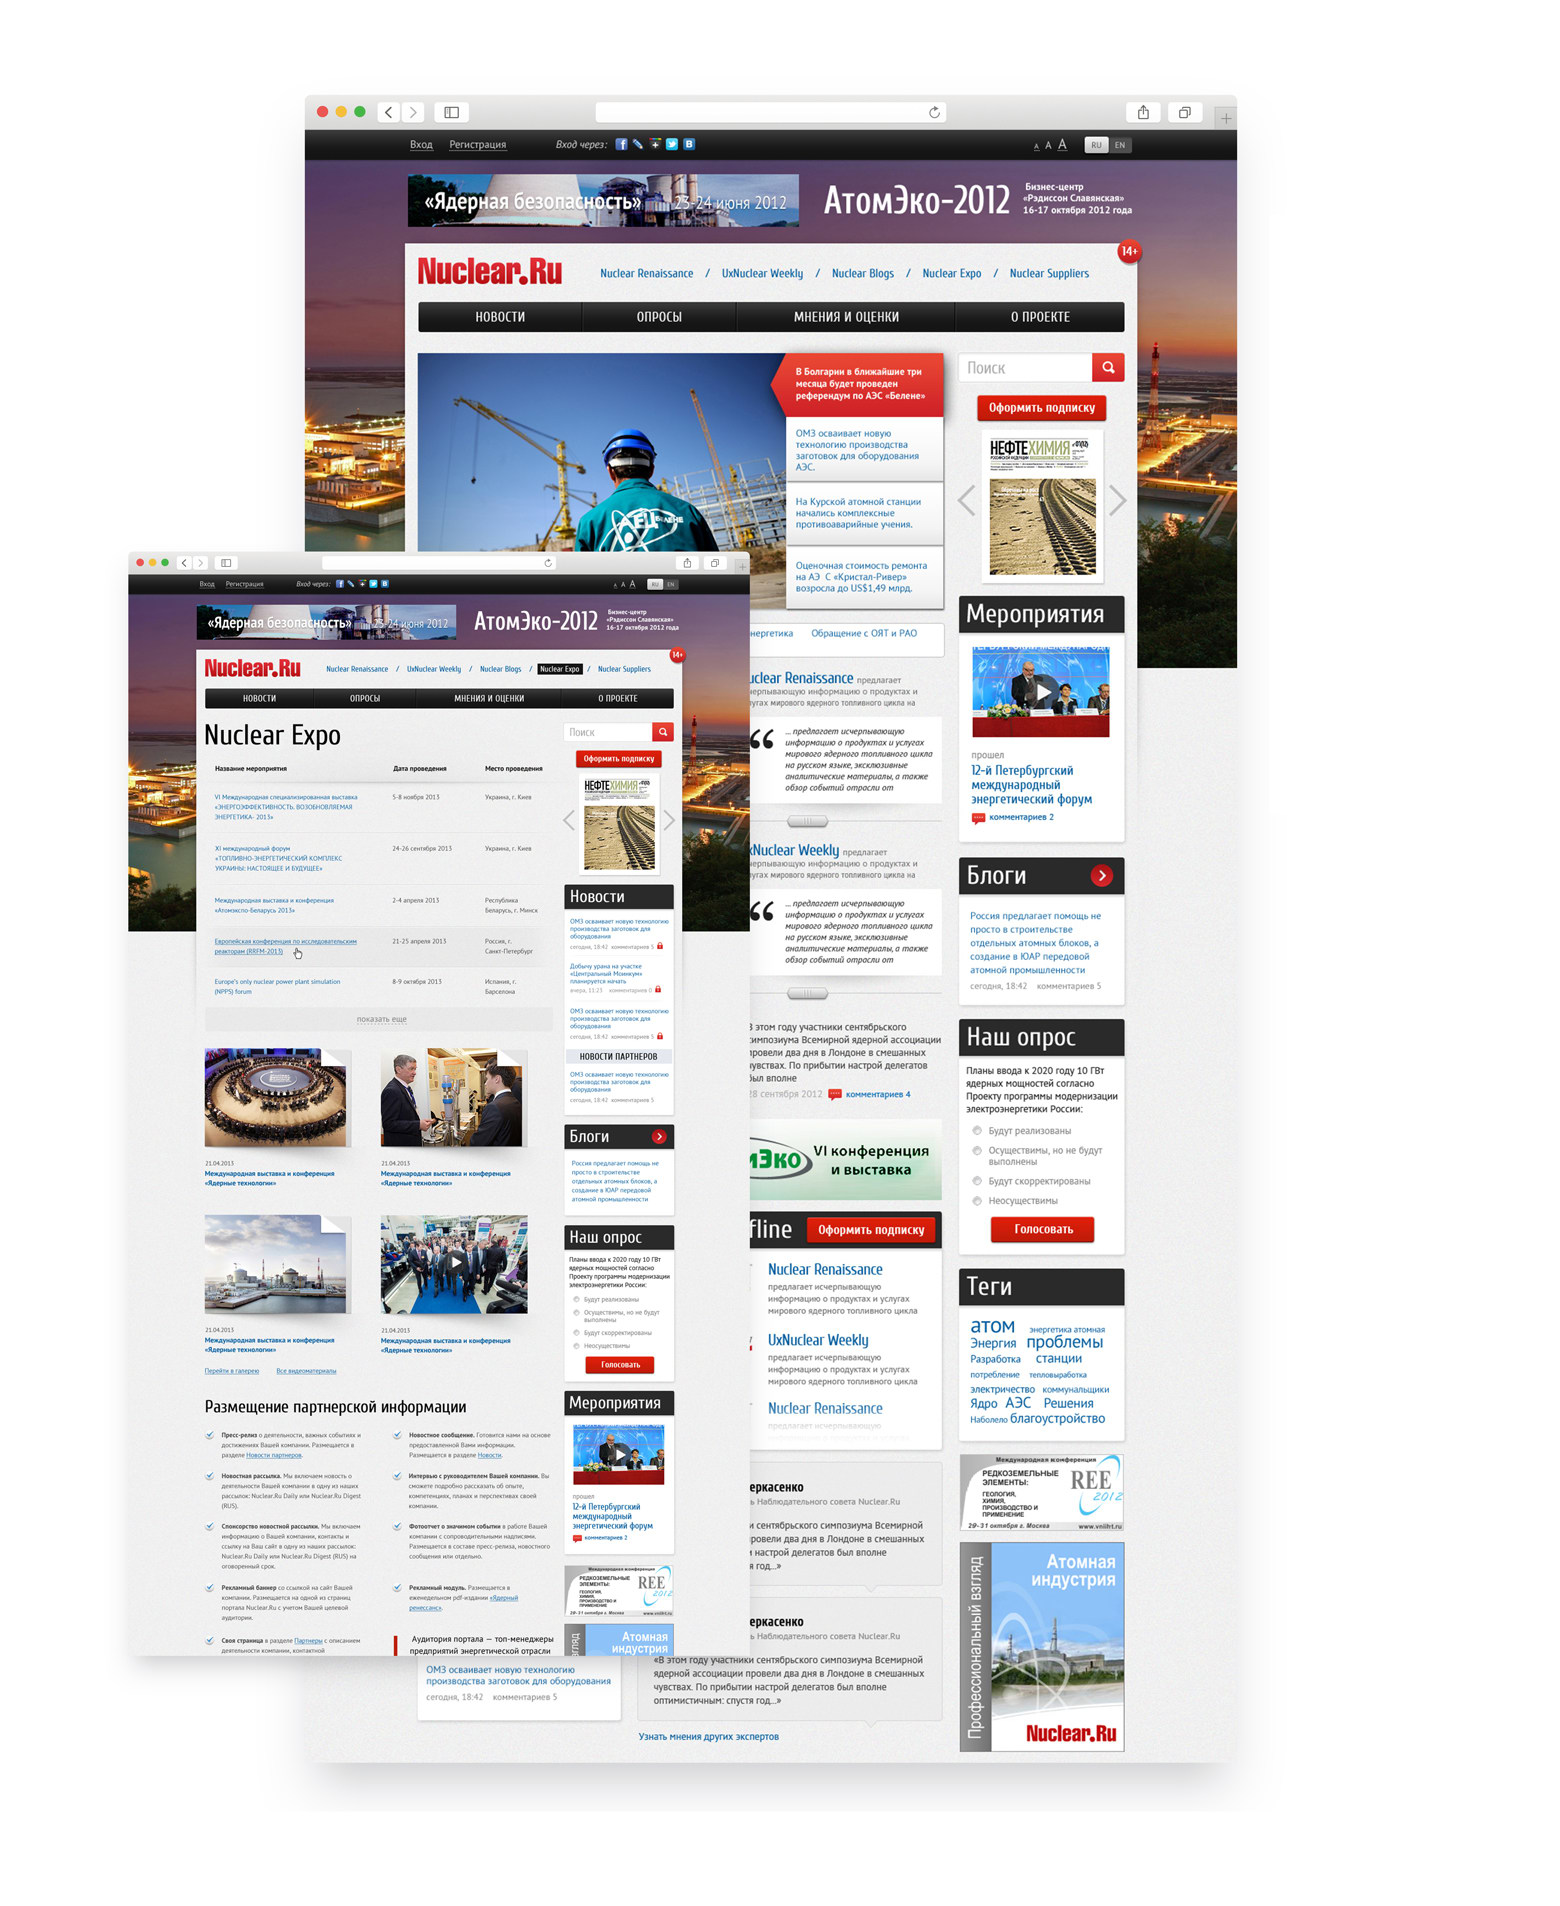 Вход Регистрация Вход через: RU EN
«Ядерная безопасность» 23-24 июня 2012
АтомЭко-2012
Бизнес-центр
«Рэдиссон Славянская»
16-17 октября 2012 года
14+
Nuclear.Ru
Nuclear Renaissance / UxNuclear Weekly / Nuclear Blogs / Nuclear Expo / Nuclear Suppliers
НОВОСТИ ОПРОСЫ МНЕНИЯ И ОЦЕНКИ О ПРОЕКТЕ
В Болгарии в ближайшие три
месяца будет проведен
референдум по АЭС «Белене»
ОМЗ осваивает новую
технологию производства
заготовок для оборудования
АЭС.
На Курской атомной станции
начались комплексные
противоаварийные учения.
Оценочная стоимость ремонта
на АЭ С «Кристал-Ривер»
возросла до US$1,49 млрд.
Поиск
Оформить подписку
НЕФТЕХИМИЯ
Обращение с ОЯТ и РАО
Renaissance предлагает
информацию о продуктах и
мирового ядерного топливного цикла на
... предлагает исчерпывающую
информацию о продуктах и услугах
мирового ядерного топливного цикла
на русском языке, эксклюзивные
аналитические материалы, а также
обзор событий отрасли от
Weekly предлагает
информацию о продуктах и
мирового ядерного топливного цикла на
... предлагает исчерпывающую
информацию о продуктах и услугах
мирового ядерного топливного цикла
на русском языке, эксклюзивные
аналитические материалы, а также
обзор событий отрасли от
В этом году участники сентябрьского
симпозиума Всемирной ядерной ассоциации
провели два дня в Лондоне в смешанных
чувствах. По прибытии настрой делегатов
был вполне
28 сентября 2012 комментариев 4
VI конференция
и выставка
Оформить подписку
Nuclear Renaissance
предлагает исчерпывающую
информацию о продуктах и услугах
мирового ядерного топливного цикла
UxNuclear Weekly
предлагает исчерпывающую
информацию о продуктах и услугах
мирового ядерного топливного цикла
Nuclear Renaissance
предлагает исчерпывающую
Наблюдательного совета Nuclear.Ru
сентябрьского симпозиума Всемирной
два дня в Лондоне в смешанных
настрой делегатов был вполне
год...»
Наблюдательного совета Nuclear.Ru
«В этом году участники сентябрьского симпозиума Всемирной
ядерной ассоциации провели два дня в Лондоне в смешанных
чувствах. По прибытии настрой делегатов был вполне
оптимистичным: спустя год...»
Узнать мнения других экспертов
ОМЗ осваивает новую технологию
производства заготовок для оборудования
сегодня, 18:42 комментариев 5
Мероприятия
прошел
12-й Петербургский
международный
энергетический форум
комментариев 2
Блоги
Россия предлагает помощь не
просто в строительстве
отдельных атомных блоков, а
создание в ЮАР передовой
атомной промышленности
сегодня, 18:42 комментариев 5
Наш опрос
Планы ввода к 2020 году 10 ГВт
ядерных мощностей согласно
Проекту программы модернизации
электроэнергетики России:
Будут реализованы
Осуществимы, но не будут
выполнены
Будут скорректированы
Неосуществимы
Голосовать
Теги
атом энергетика атомная
Энергия проблемы
Разработка станции
потребление тепловыработка
электричество коммунальщики
Ядро АЭС Решения
Наболело благоустройство
Международная конференция
РЕДКОЗЕМЕЛЬНЫЕ
ЭЛЕМЕНТЫ:
ГЕОЛОГИЯ,
ХИМИЯ,
ПРОИЗВОДСТВО И
ПРИМЕНЕНИЕ
REE
2012
29-31 октября г. Москва www.vniiht.ru
Профессиональный взгляд
Атомная
индустрия
Nuclear.Ru
Вход Регистрация Вход через: RU EN
«Ядерная безопасность» 23-24 июня 2012
АтомЭко-2012
Бизнес-центр
«Рэдиссон Славянская»
16-17 октября 2012 года
14+
Nuclear.Ru
Nuclear Renaissance / UxNuclear Weekly / Nuclear Blogs / Nuclear Expo / Nuclear Suppliers
НОВОСТИ ОПРОСЫ МНЕНИЯ И ОЦЕНКИ О ПРОЕКТЕ
Nuclear Expo
Название мероприятия Дата проведения Место проведения
VI Международная специализированная выставка
«ЭНЕРГОЭФФЕКТИВНОСТЬ. ВОЗОБНОВЛЯЕМАЯ
ЭНЕРГЕТИКА- 2013»
5-8 ноября 2013
Украина, г. Киев
XI международный форум
«ТОПЛИВНО-ЭНЕРГЕТИЧЕСКИЙ КОМПЛЕКС
УКРАИНЫ: НАСТОЯЩЕЕ И БУДУЩЕЕ»
24-26 сентября 2013
Украина, г. Киев
Международная выставка и конференция
«Атомэкспо-Беларусь 2013»
2-4 апреля 2013
Республика
Беларусь, г. Минск
Европейская конференция по исследовательским
реакторам (RRFM-2013)
21-25 апреля 2013
Россия, г.
Санкт-Петербург
Europe's only nuclear power plant simulation
(NPPS) forum
8-9 октября 2013
Испания, г.
Барселона
показать еще
21.04.2013
Международная выставка и конференция
«Ядерные технологии»
21.04.2013
Международная выставка и конференция
«Ядерные технологии»
21.04.2013
Международная выставка и конференция
«Ядерные технологии»
21.04.2013
Международная выставка и конференция
«Ядерные технологии»
Перейти в галерею Все видеоматериалы
Размещение партнерской информации
Пресс-релиз о деятельности, важных событиях и
достижениях Вашей компании. Размещается в
разделе Новости партнеров.
Новостная рассылка. Мы включаем новость о
деятельности Вашей компании в одну из наших
рассылок: Nuclear.Ru Daily или Nuclear.Ru Digest
(RUS).
Спонсорство новостной рассылки. Мы включаем
информацию о Вашей компании, контакты и
ссылку на Ваш сайт в одну из наших рассылок:
Nuclear.Ru Daily или Nuclear.Ru Digest (RUS) на
оговоренный срок.
Рекламный баннер со ссылкой на сайт Вашей
компании. Размещается на одной из страниц
портала Nuclear.Ru с учетом Вашей целевой
аудитории.
Своя страница в разделе Партнеры с описанием
деятельности компании, контактной
Новостное сообщение. Готовится нами на основе
предоставленной Вами информации.
Размещается в разделе Новости.
Интервью с руководителем Вашей компании. Вы
сможете подробно рассказать об опыте,
компетенциях, планах и перспективах своей
компании.
Фотоотчет о значимом событии в работе Вашей
компании с сопроводительными надписями.
Размещается в составе пресс-релиза, новостного
сообщения или отдельно.
Рекламный модуль. Размещается в
еженедельном pdf-издании «Ядерный
ренессанс».
Аудитория портала — топ-менеджеры
предприятий энергетической отрасли
Поиск
Оформить подписку
НЕФТЕХИМИЯ
Новости
ОМЗ осваивает новую технологию
производства заготовок для
оборудования
сегодня, 18:42 комментариев 5
Добычу урана на участке
«Центральный Моинкум»
планируется начать
вчера, 11:23 комментариев 0
ОМЗ осваивает новую технологию
производства заготовок для
оборудования
сегодня, 18:42 комментариев 5
НОВОСТИ ПАРТНЕРОВ
ОМЗ осваивает новую технологию
производства заготовок для
оборудования
сегодня, 18:42 комментариев 5
Блоги
Россия предлагает помощь не
просто в строительстве
отдельных атомных блоков, а
создание в ЮАР передовой
атомной промышленности
Наш опрос
Планы ввода к 2020 году 10 ГВт
ядерных мощностей согласно
Проекту программы модернизации
электроэнергетики России:
Будут реализованы
Осуществимы, но не будут
выполнены
Будут скорректированы
Неосуществимы
Голосовать
Мероприятия
прошел
12-й Петербургский
международный
энергетический форум
комментариев 2
Международная конференция
РЕДКОЗЕМЕЛЬНЫЕ
ЭЛЕМЕНТЫ:
ГЕОЛОГИЯ,
ХИМИЯ,
ПРОИЗВОДСТВО И
ПРИМЕНЕНИЕ
REE
2012
29-31 октября г. Москва www.vniiht.ru
Атомная
индустрия